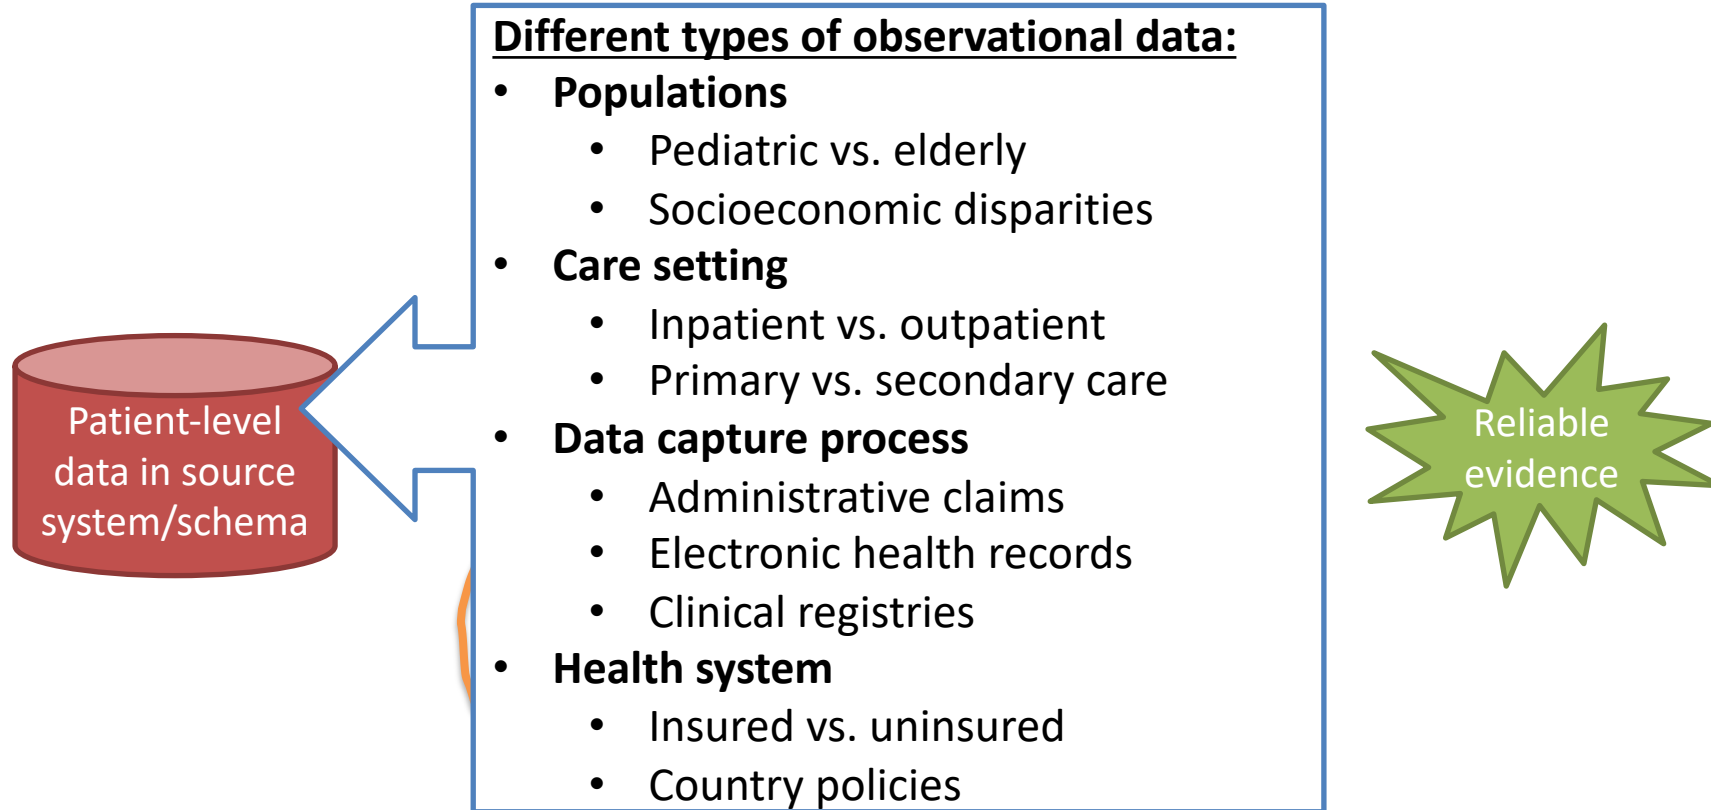 Different types of observational data:
• Populations
• Pediatric vs. elderly
• Socioeconomic disparities
• Care setting
• Inpatient vs. outpatient
• Primary vs. secondary care
• Data capture process
• Administrative claims
• Electronic health records
• Clinical registries
• Health system
• Insured vs. uninsured
• Country policies
Patient-level
data in source
system/schema
Reliable
evidence